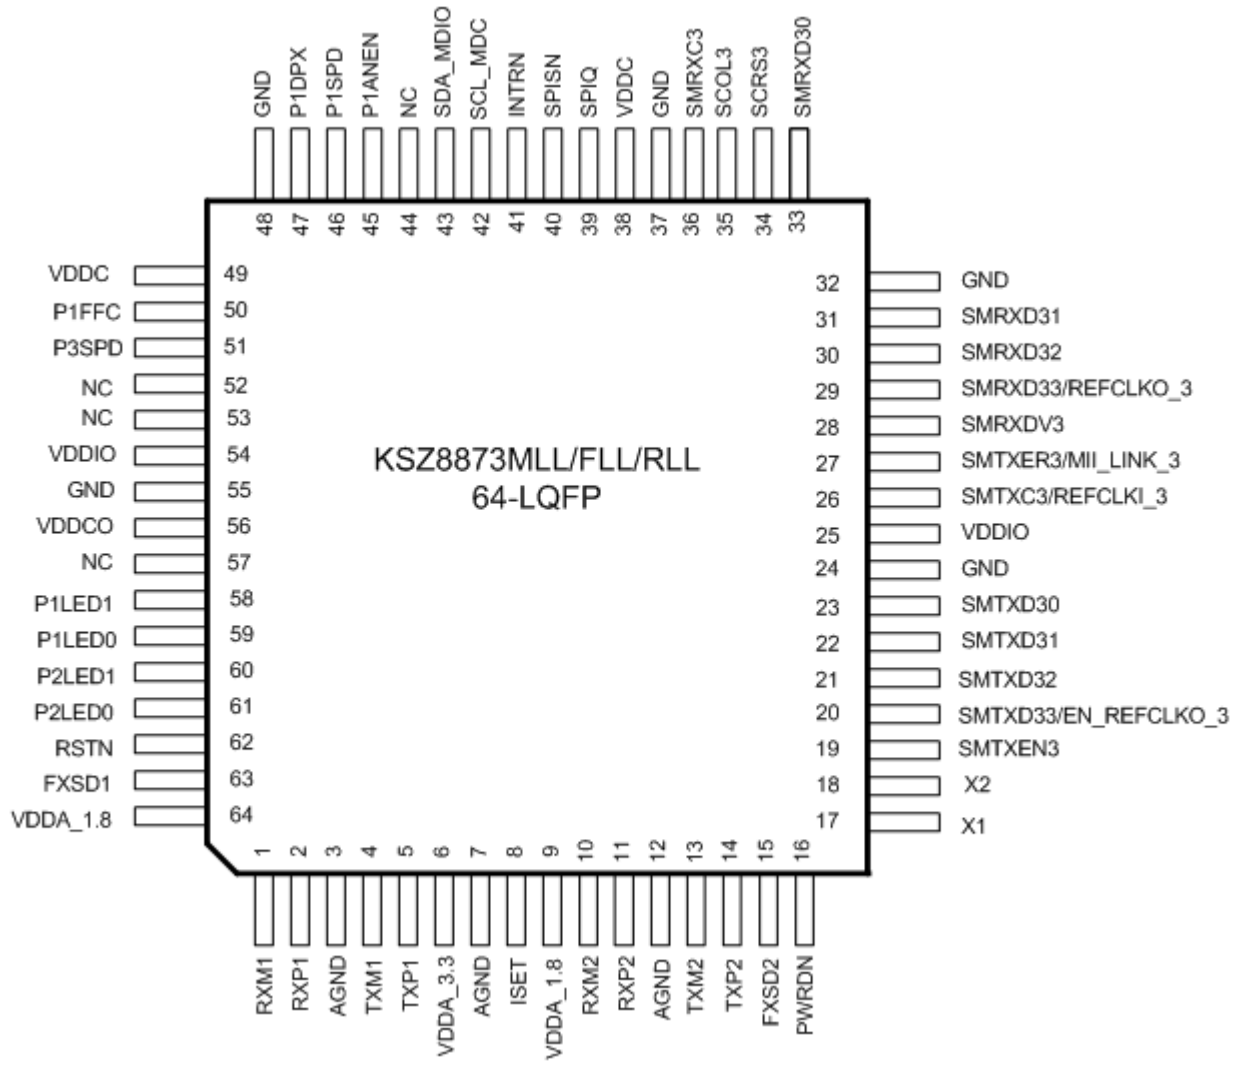 GND
P1DPX
P1SPD
P1ANEN
NC
SDA_MDIO
SCL_MDC
INTRN
SPISN
SPIQ
VDDC
GND
SMRXC3
SCOL3
SCRS3
SMRXD30
48
47
46
45
44
43
42
41
40
39
38
37
36
35
34
33
VDDC 49
P1FFC 50
P3SPD 51
NC 52
NC 53
VDDIO 54
GND 55
VDDCO 56
NC 57
P1LED1 58
P1LED0 59
P2LED1 60
P2LED0 61
RSTN 62
FXSD1 63
VDDA_1.8 64
KSZ8873MLL/FLL/RLL
64-LQFP
32 GND
31 SMRXD31
30 SMRXD32
29 SMRXD33/REFCLKO_3
28 SMRXDV3
27 SMTXER3/MII_LINK_3
26 SMTXC3/REFCLKI_3
25 VDDIO
24 GND
23 SMTXD30
22 SMTXD31
21 SMTXD32
20 SMTXD33/EN_REFCLKO_3
19 SMTXEN3
18 X2
17 X1
1
2
3
4
5
6
7
8
9
10
11
12
13
14
15
16
RXM1
RXP1
AGND
TXM1
TXP1
VDDA_3.3
AGND
ISET
VDDA_1.8
RXM2
RXP2
AGND
TXM2
TXP2
FXSD2
PWRDN